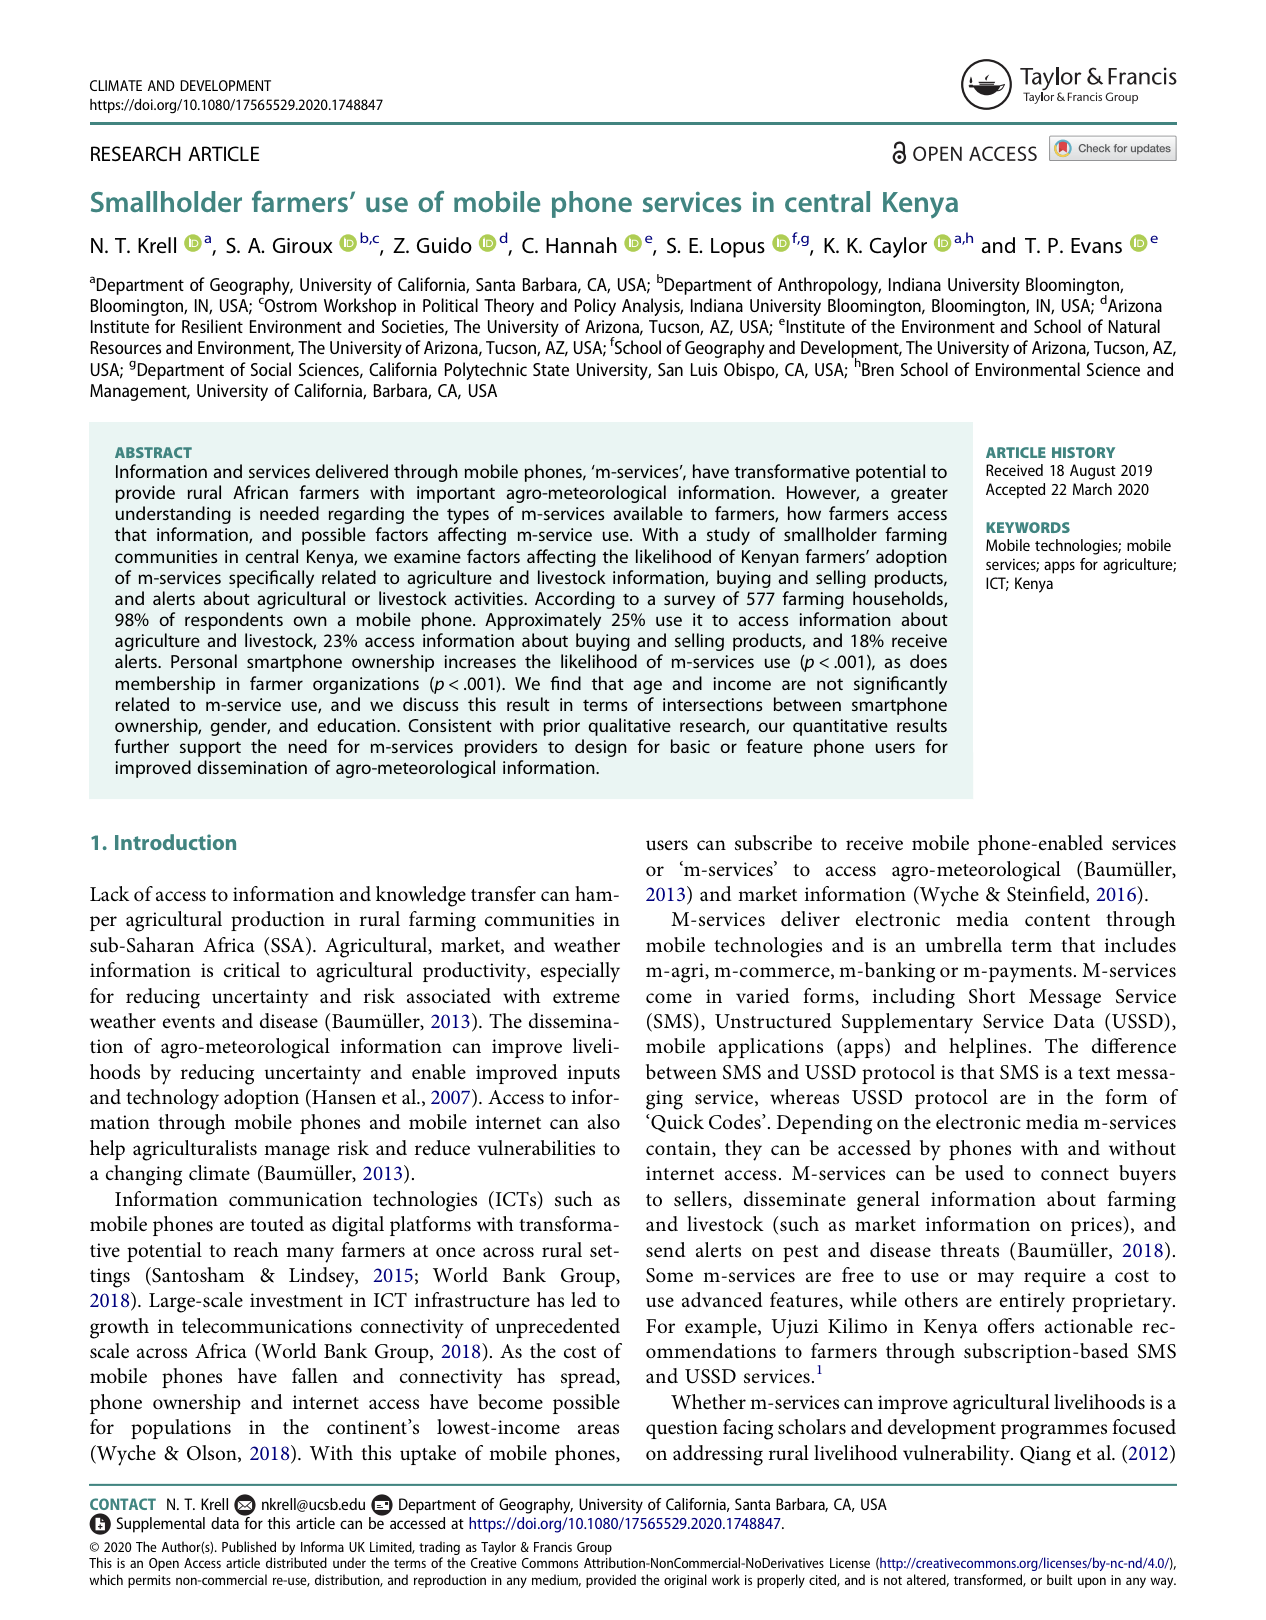 CLIMATE AND DEVELOPMENT
https://doi.org/10.1080/17565529.2020.1748847
Taylor & Francis
Taylor & Francis Group
RESEARCH ARTICLE
OPEN ACCESS
Check for updates
Smallholder farmers’ use of mobile phone services in central Kenya
N. T. Krell iD a, S. A. Giroux iD b,c, Z. Guido iD d, C. Hannah iD e, S. E. Lopus iD f,g, K. K. Caylor iD a,h and T. P. Evans iD e
aDepartment of Geography, University of California, Santa Barbara, CA, USA; bDepartment of Anthropology, Indiana University Bloomington,
Bloomington, IN, USA; cOstrom Workshop in Political Theory and Policy Analysis, Indiana University Bloomington, Bloomington, IN, USA; dArizona
Institute for Resilient Environment and Societies, The University of Arizona, Tucson, AZ, USA; eInstitute of the Environment and School of Natural
Resources and Environment, The University of Arizona, Tucson, AZ, USA; fSchool of Geography and Development, The University of Arizona, Tucson, AZ,
USA; gDepartment of Social Sciences, California Polytechnic State University, San Luis Obispo, CA, USA; hBren School of Environmental Science and
Management, University of California, Barbara, CA, USA
ABSTRACT
Information and services delivered through mobile phones, ‘m-services’, have transformative potential to
provide rural African farmers with important agro-meteorological information. However, a greater
understanding is needed regarding the types of m-services available to farmers, how farmers access
that information, and possible factors affecting m-service use. With a study of smallholder farming
communities in central Kenya, we examine factors affecting the likelihood of Kenyan farmers’ adoption
of m-services specifically related to agriculture and livestock information, buying and selling products,
and alerts about agricultural or livestock activities. According to a survey of 577 farming households,
98% of respondents own a mobile phone. Approximately 25% use it to access information about
agriculture and livestock, 23% access information about buying and selling products, and 18% receive
alerts. Personal smartphone ownership increases the likelihood of m-services use (p < .001), as does
membership in farmer organizations (p < .001). We find that age and income are not significantly
related to m-service use, and we discuss this result in terms of intersections between smartphone
ownership, gender, and education. Consistent with prior qualitative research, our quantitative results
further support the need for m-services providers to design for basic or feature phone users for
improved dissemination of agro-meteorological information.
ARTICLE HISTORY
Received 18 August 2019
Accepted 22 March 2020
KEYWORDS
Mobile technologies; mobile
services; apps for agriculture;
ICT; Kenya
1. Introduction
Lack of access to information and knowledge transfer can ham-
per agricultural production in rural farming communities in
sub-Saharan Africa (SSA). Agricultural, market, and weather
information is critical to agricultural productivity, especially
for reducing uncertainty and risk associated with extreme
weather events and disease (Baumüller, 2013). The dissemina-
tion of agro-meteorological information can improve liveli-
hoods by reducing uncertainty and enable improved inputs
and technology adoption (Hansen et al., 2007). Access to infor-
mation through mobile phones and mobile internet can also
help agriculturalists manage risk and reduce vulnerabilities to
a changing climate (Baumüller, 2013).
Information communication technologies (ICTs) such as
mobile phones are touted as digital platforms with transforma-
tive potential to reach many farmers at once across rural set-
tings (Santosham & Lindsey, 2015; World Bank Group,
2018). Large-scale investment in ICT infrastructure has led to
growth in telecommunications connectivity of unprecedented
scale across Africa (World Bank Group, 2018). As the cost of
mobile phones have fallen and connectivity has spread,
phone ownership and internet access have become possible
for populations in the continent’s lowest-income areas
(Wyche & Olson, 2018). With this uptake of mobile phones,
users can subscribe to receive mobile phone-enabled services
or ‘m-services’ to access agro-meteorological (Baumüller,
2013) and market information (Wyche & Steinfield, 2016).
M-services deliver electronic media content through
mobile technologies and is an umbrella term that includes
m-agri, m-commerce, m-banking or m-payments. M-services
come in varied forms, including Short Message Service
(SMS), Unstructured Supplementary Service Data (USSD),
mobile applications (apps) and helplines. The difference
between SMS and USSD protocol is that SMS is a text messa-
ging service, whereas USSD protocol are in the form of
‘Quick Codes’. Depending on the electronic media m-services
contain, they can be accessed by phones with and without
internet access. M-services can be used to connect buyers
to sellers, disseminate general information about farming
and livestock (such as market information on prices), and
send alerts on pest and disease threats (Baumüller, 2018).
Some m-services are free to use or may require a cost to
use advanced features, while others are entirely proprietary.
For example, Ujuzi Kilimo in Kenya offers actionable rec-
ommendations to farmers through subscription-based SMS
and USSD services.1
Whether m-services can improve agricultural livelihoods is a
question facing scholars and development programmes focused
on addressing rural livelihood vulnerability. Qiang et al. (2012)
CONTACT N. T. Krell nkrell@ucsb.edu Department of Geography, University of California, Santa Barbara, CA, USA
Supplemental data for this article can be accessed at https://doi.org/10.1080/17565529.2020.1748847.
© 2020 The Author(s). Published by Informa UK Limited, trading as Taylor & Francis Group
This is an Open Access article distributed under the terms of the Creative Commons Attribution-NonCommercial-NoDerivatives License (http://creativecommons.org/licenses/by-nc-nd/4.0/),
which permits non-commercial re-use, distribution, and reproduction in any medium, provided the original work is properly cited, and is not altered, transformed, or built upon in any way.